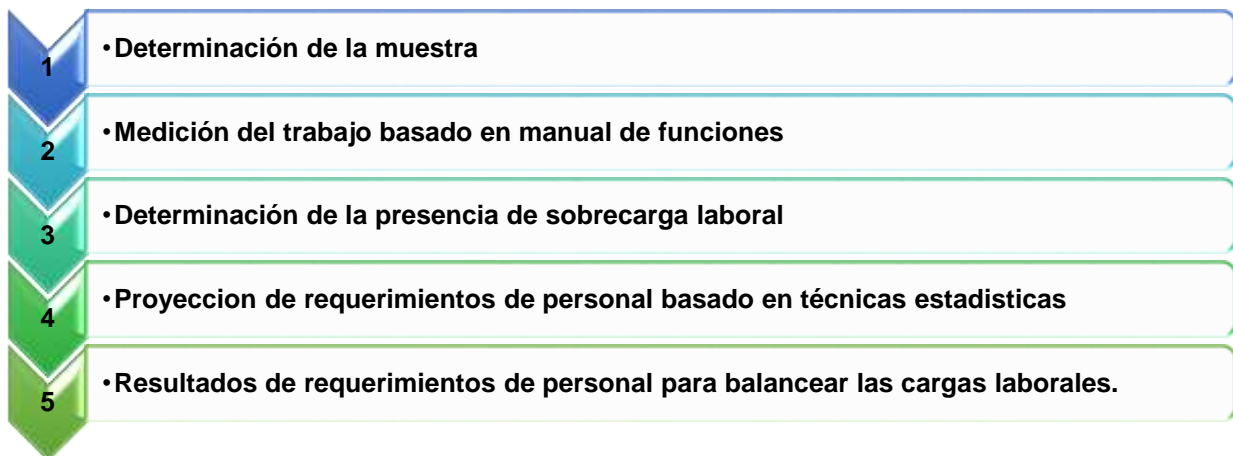 1 •Determinación de la muestra
2 •Medición del trabajo basado en manual de funciones
3 •Determinación de la presencia de sobrecarga laboral
4 •Proyeccion de requerimientos de personal basado en técnicas estadisticas
5 •Resultados de requerimientos de personal para balancear las cargas laborales.